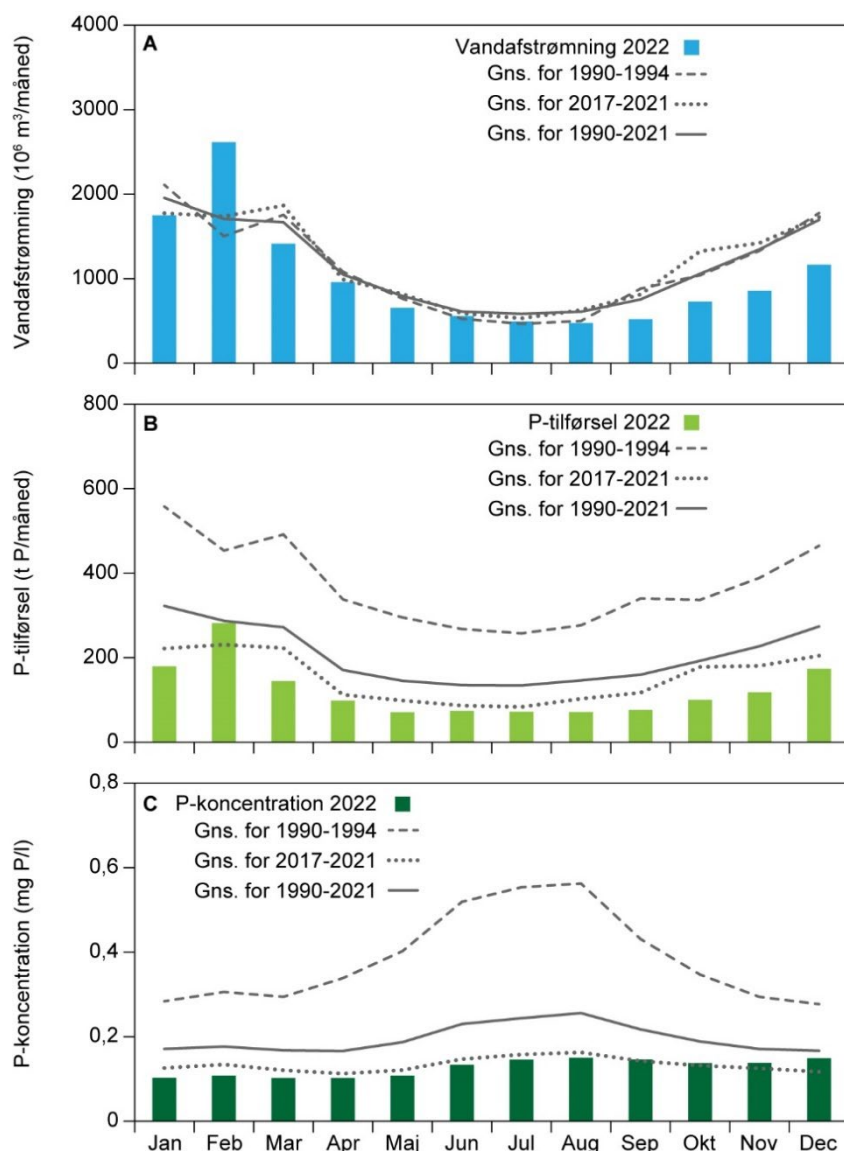 4000
A
Vandafstrømning 2022
Gns. for 1990-1994
Gns. for 2017-2021
Gns. for 1990-2021
3000
2000
1000
0
Vandafstrømning (10⁶ m³/måned)
800
B
P-tilførsel 2022
Gns. for 1990-1994
Gns. for 2017-2021
Gns. for 1990-2021
600
400
200
0
P-tilførsel (t P/måned)
0,8
C
P-koncentration 2022
Gns. for 1990-1994
Gns. for 2017-2021
Gns. for 1990-2021
0,6
0,4
0,2
0
P-koncentration (mg P/l)
Jan Feb Mar Apr Maj Jun Jul Aug Sep Okt Nov Dec